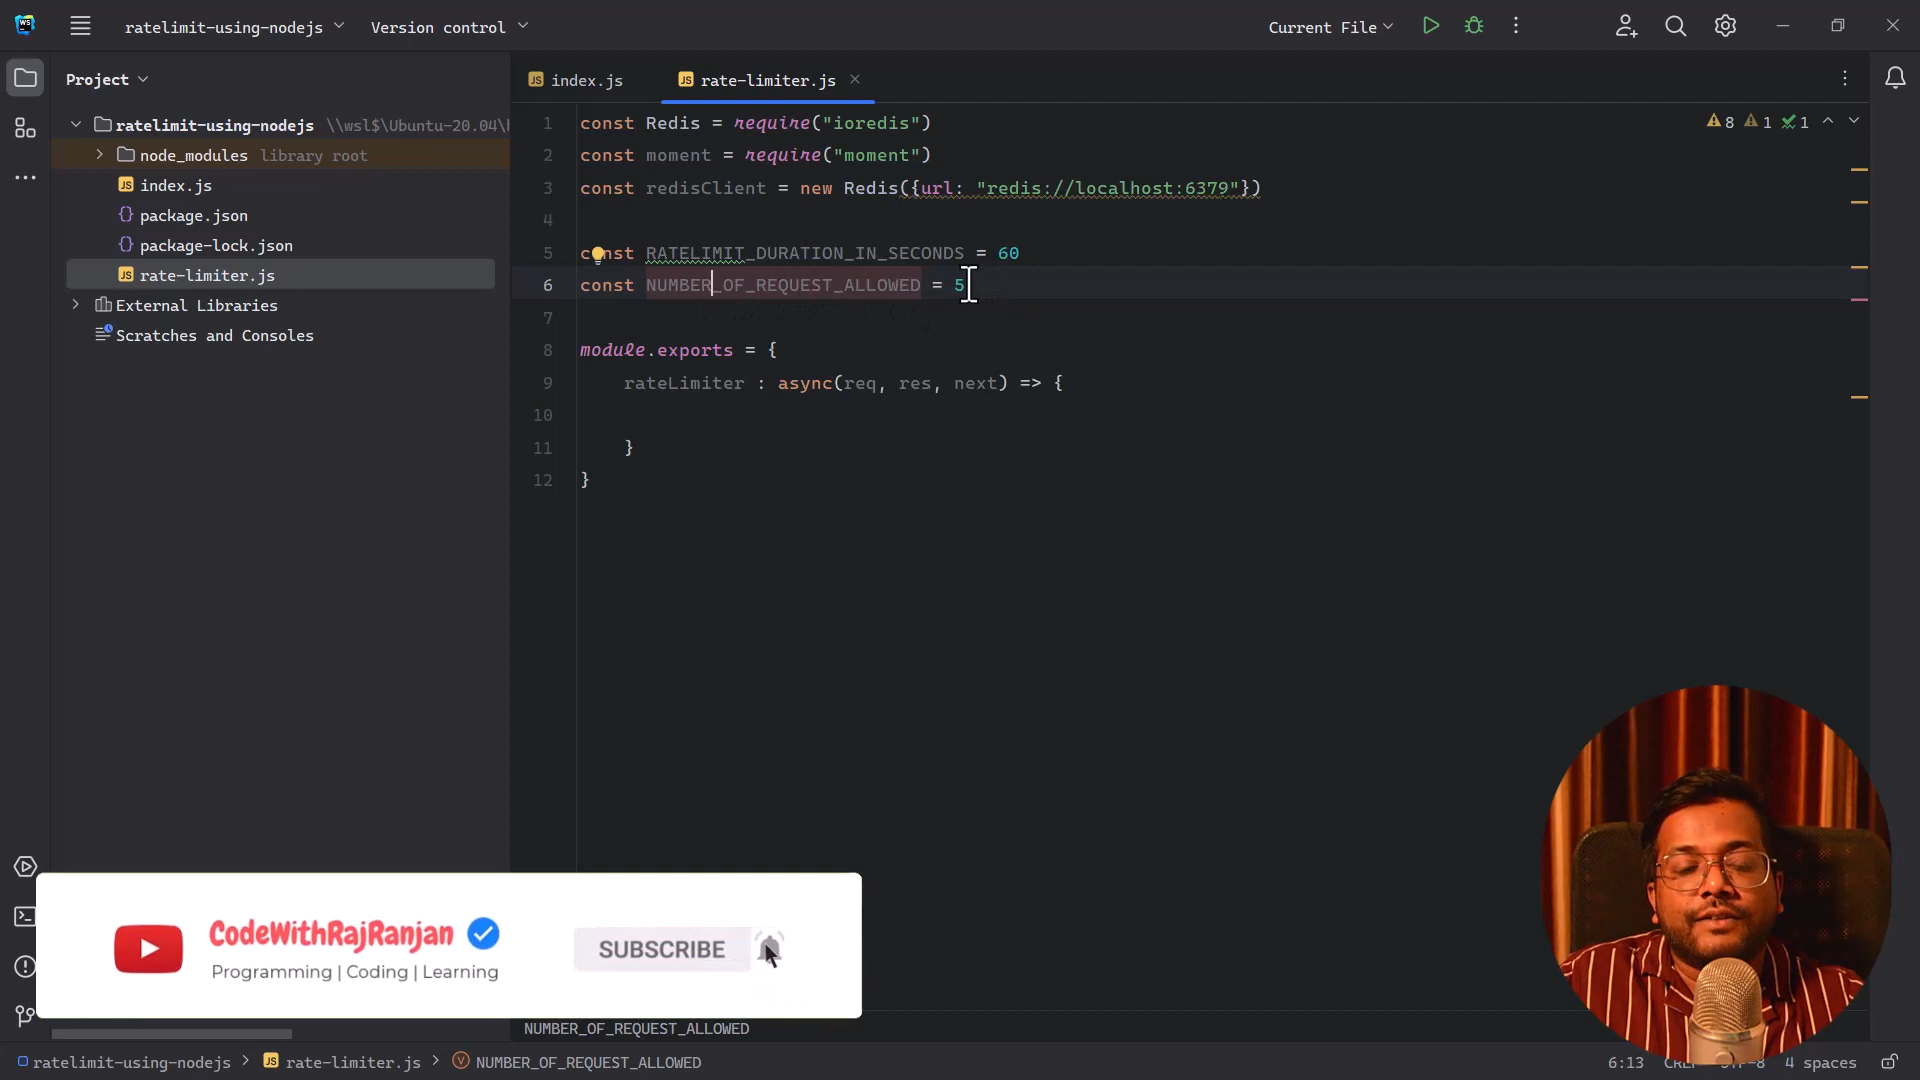 ratelimit-using-nodejs
Version control
Current File
Project
index.js
rate-limiter.js
ratelimit-using-nodejs \\wsl$\Ubuntu-20.04\
node_modules library root
index.js
package.json
package-lock.json
rate-limiter.js
External Libraries
Scratches and Consoles
8 1 1
1 const Redis = require("ioredis")
2 const moment = require("moment")
3 const redisClient = new Redis({url: "redis://localhost:6379"})
4
5 const RATELIMIT_DURATION_IN_SECONDS = 60
6 const NUMBER_OF_REQUEST_ALLOWED = 5
7
8 module.exports = {
9 rateLimiter : async(req, res, next) => {
10
11 }
12 }
CodeWithRajRanjan
Programming | Coding | Learning
SUBSCRIBE
NUMBER_OF_REQUEST_ALLOWED
ratelimit-using-nodejs > rate-limiter.js > NUMBER_OF_REQUEST_ALLOWED
6:13 4 spaces